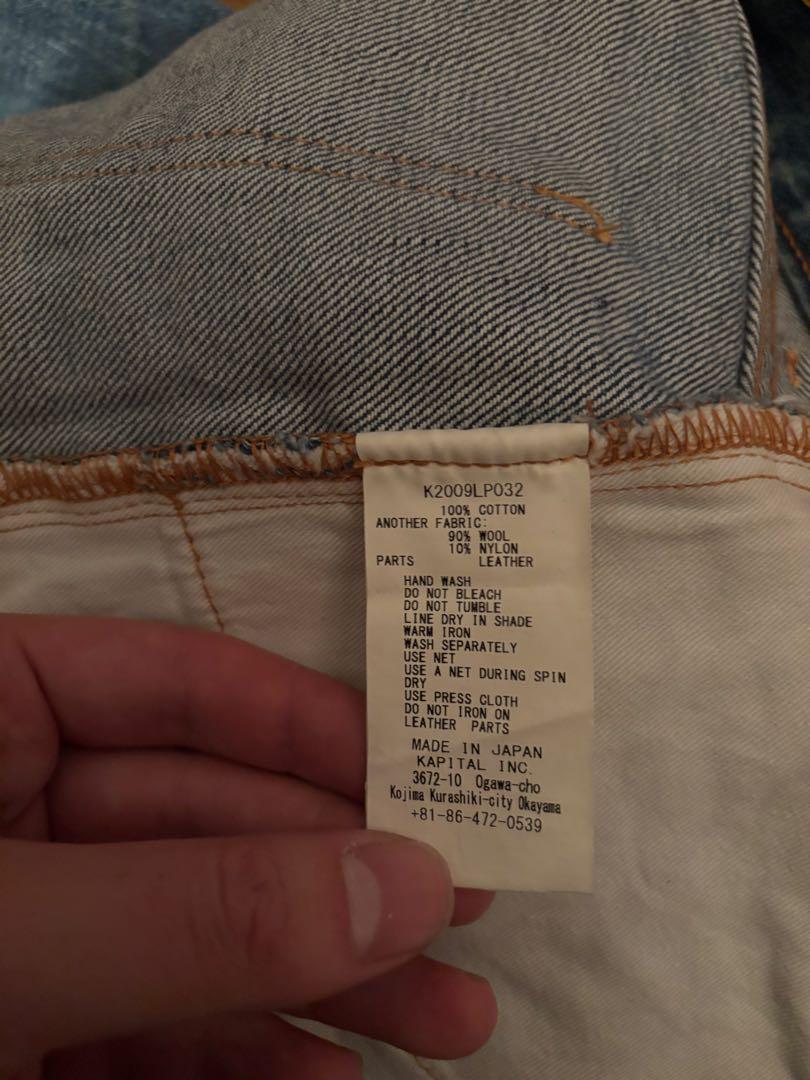 K2009LP032
100% COTTON
ANOTHER FABRIC:
90% WOOL
10% NYLON
PARTS LEATHER
HAND WASH
DO NOT BLEACH
DO NOT TUMBLE
LINE DRY IN SHADE
WARM IRON
WASH SEPARATELY
USE NET
USE A NET DURING SPIN
DRY
USE PRESS CLOTH
DO NOT IRON ON
LEATHER PARTS
MADE IN JAPAN
KAPITAL INC.
3672-10 Ogawa-cho
Kojima Kurashiki-city Okayama
+81-86-472-0539